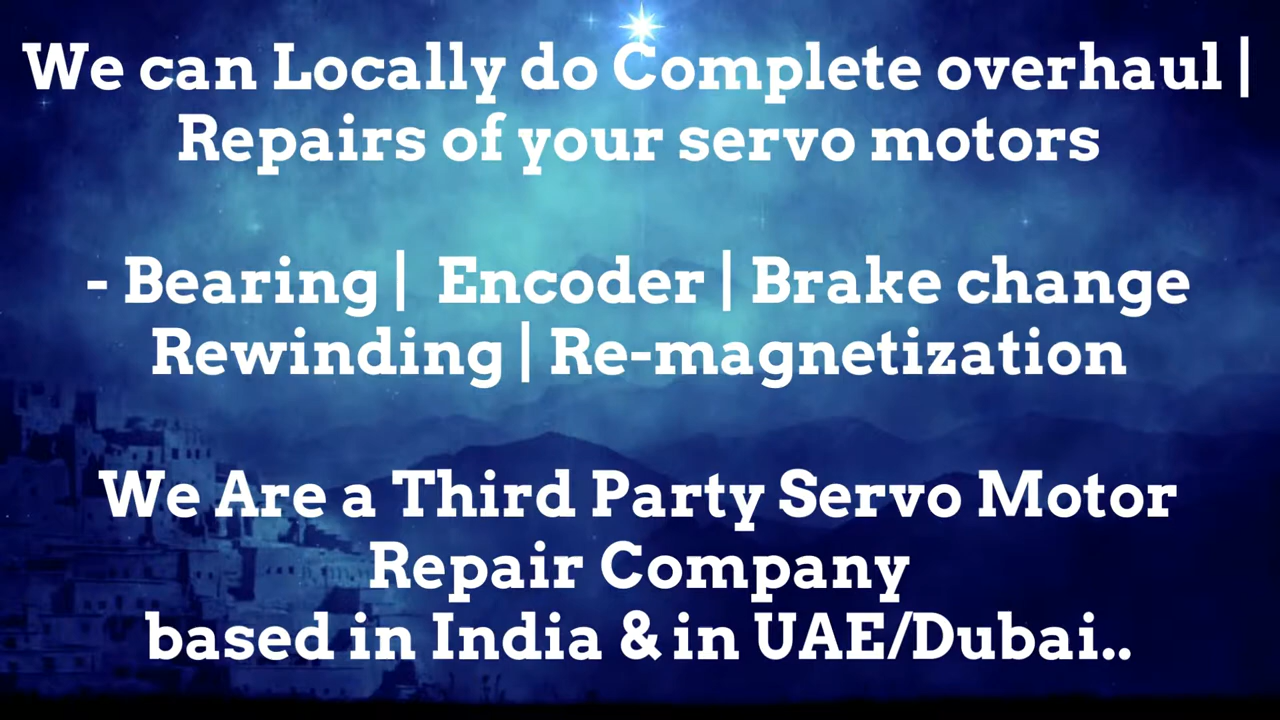 We can Locally do Complete overhaul |
Repairs of your servo motors
- Bearing | Encoder | Brake change
Rewinding | Re-magnetization
We Are a Third Party Servo Motor
Repair Company
based in India & in UAE/Dubai..